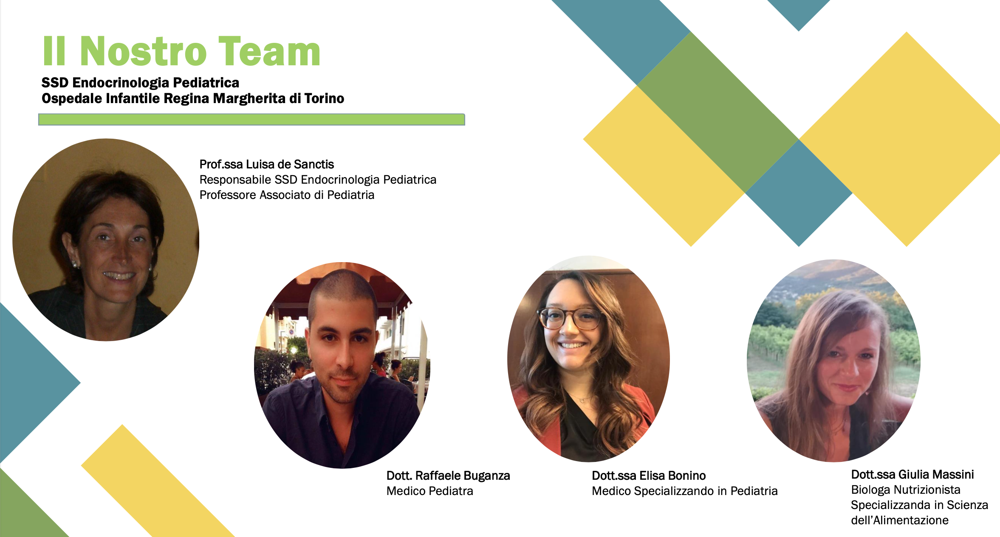 Il Nostro Team
SSD Endocrinologia Pediatrica
Ospedale Infantile Regina Margherita di Torino
Prof.ssa Luisa de Sanctis
Responsabile SSD Endocrinologia Pediatrica
Professore Associato di Pediatria
Dott. Raffaele Buganza
Medico Pediatra
Dott.ssa Elisa Bonino
Medico Specializzando in Pediatria
Dott.ssa Giulia Massini
Biologa Nutrizionista
Specializzanda in Scienza
dell’Alimentazione